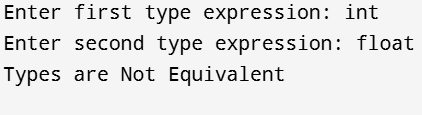 Enter first type expression: int
Enter second type expression: float
Types are Not Equivalent